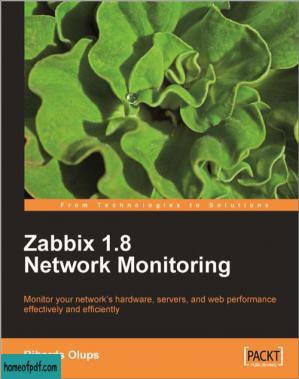 From Technologies to Solutions
Zabbix 1.8
Network Monitoring
Monitor your network's hardware, servers, and web performance
effectively and efficiently
Olups
PACKT
PUBLISHING
homeofpdf.com